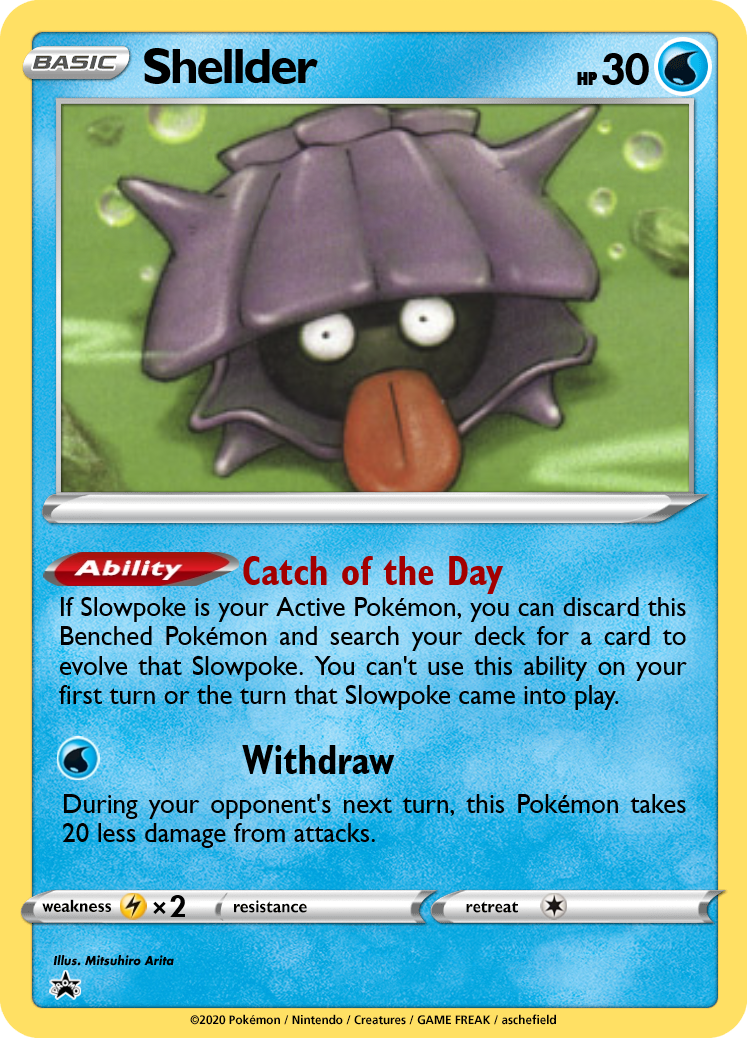 BASIC Shellder HP 30
Ability Catch of the Day
If Slowpoke is your Active Pokémon, you can discard this
Benched Pokémon and search your deck for a card to
evolve that Slowpoke. You can't use this ability on your
first turn or the turn that Slowpoke came into play.
Withdraw
During your opponent's next turn, this Pokémon takes
20 less damage from attacks.
weakness ×2 resistance retreat
Illus. Mitsuhiro Arita
PROMO
©2020 Pokémon / Nintendo / Creatures / GAME FREAK / aschefield